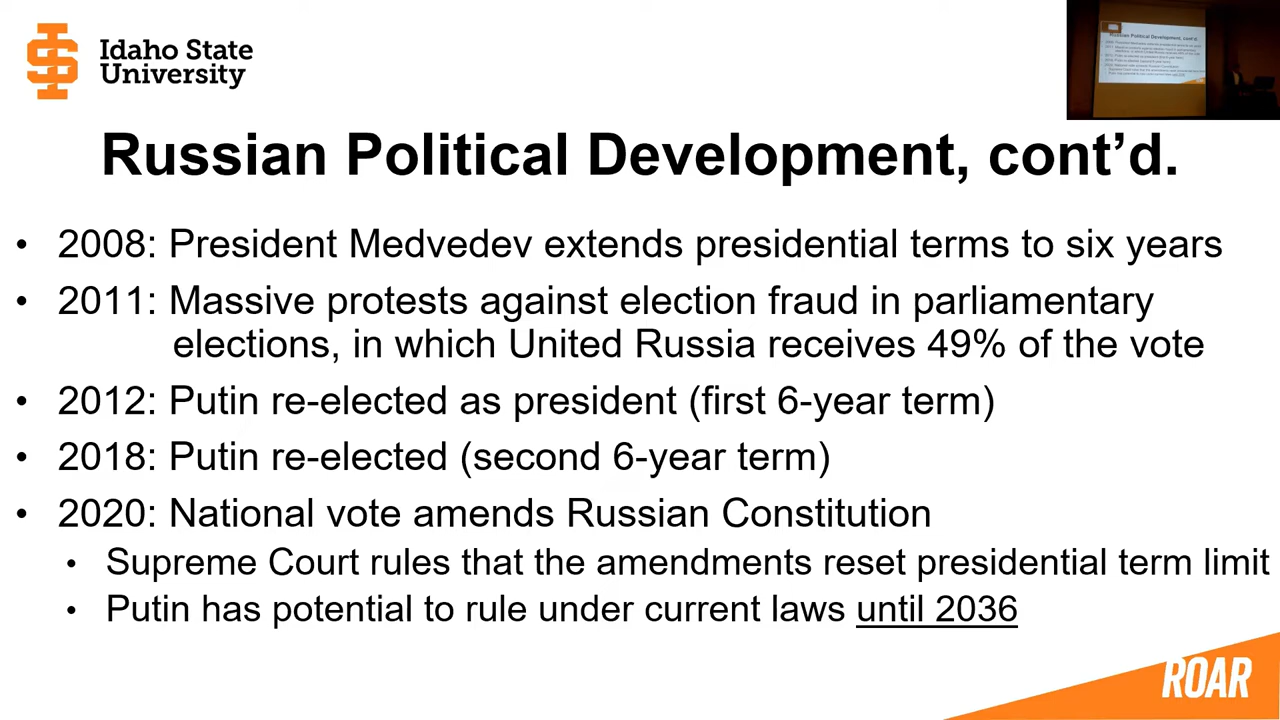 Idaho State
University
Russian Political Development, cont'd.
Russian Political Development, cont’d.
• 2008: President Medvedev extends presidential terms to six years
• 2011: Massive protests against election fraud in parliamentary
elections, in which United Russia receives 49% of the vote
• 2012: Putin re-elected as president (first 6-year term)
• 2018: Putin re-elected (second 6-year term)
• 2020: National vote amends Russian Constitution
• Supreme Court rules that the amendments reset presidential term limit
• Putin has potential to rule under current laws until 2036
ROAR